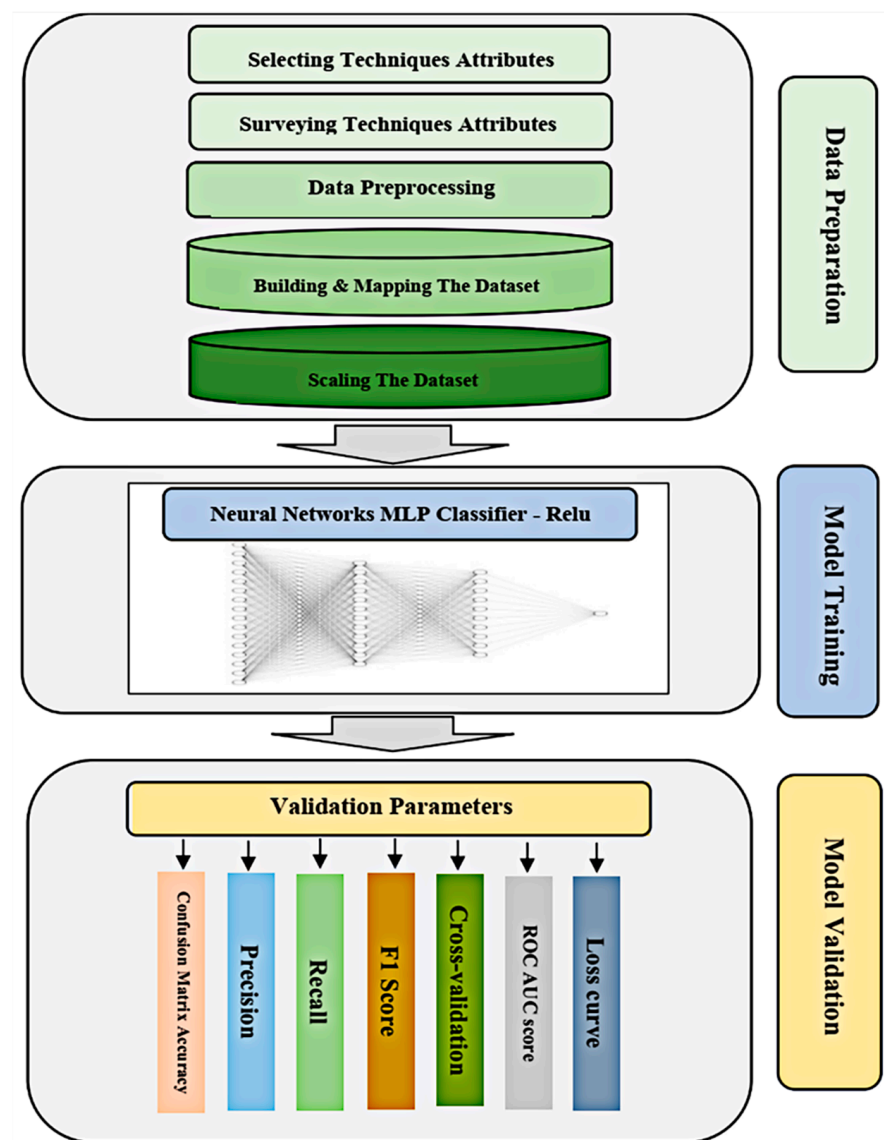 Selecting Techniques Attributes
Surveying Techniques Attributes
Data Preprocessing
Building & Mapping The Dataset
Scaling The Dataset
Data Preparation
Neural Networks MLP Classifier - Relu
Model Training
Validation Parameters
Confusion Matrix Accuracy
Precision
Recall
F1 Score
Cross-validation
ROC AUC score
Loss curve
Model Validation